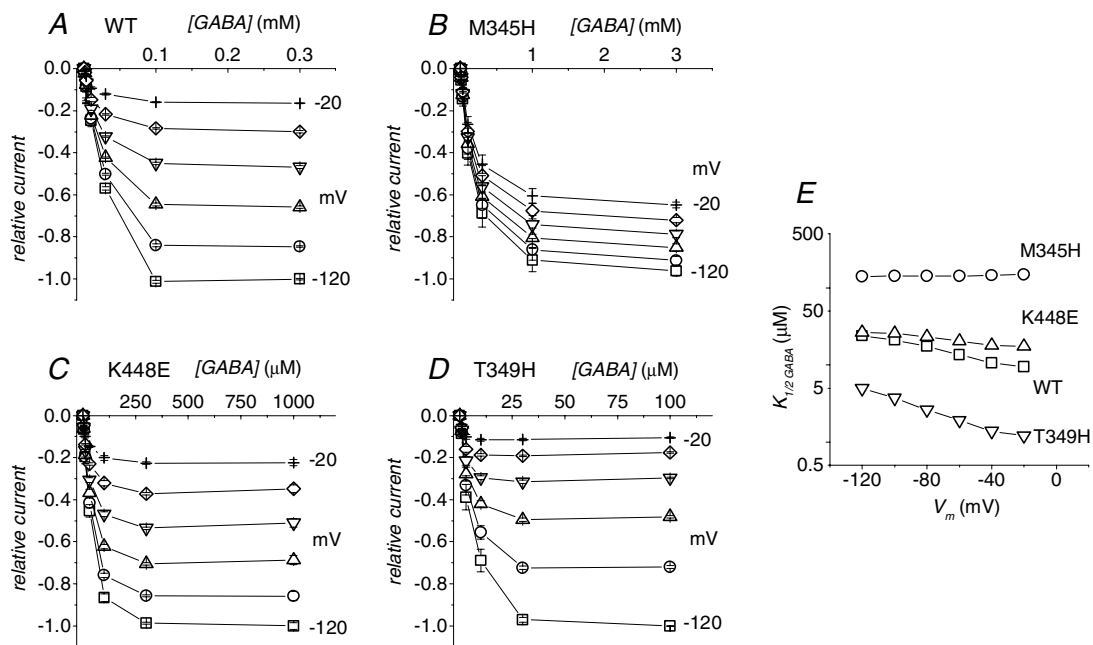 A WT [GABA] (mM)
0.1 0.2 0.3
0.0
-0.2
-0.4
-0.6
-0.8
-1.0
relative current
-20
mV
-120
B M345H [GABA] (mM)
1 2 3
0.0
-0.2
-0.4
-0.6
-0.8
-1.0
relative current
-20
mV
-120
C K448E [GABA] (μM)
250 500 750 1000
0.0
-0.2
-0.4
-0.6
-0.8
-1.0
relative current
-20
mV
-120
D T349H [GABA] (μM)
25 50 75 100
0.0
-0.2
-0.4
-0.6
-0.8
-1.0
relative current
-20
mV
-120
E
500
50
5
0.5
K1/2 GABA (μM)
M345H
K448E
WT
T349H
-120 -80 -40 0
Vm (mV)